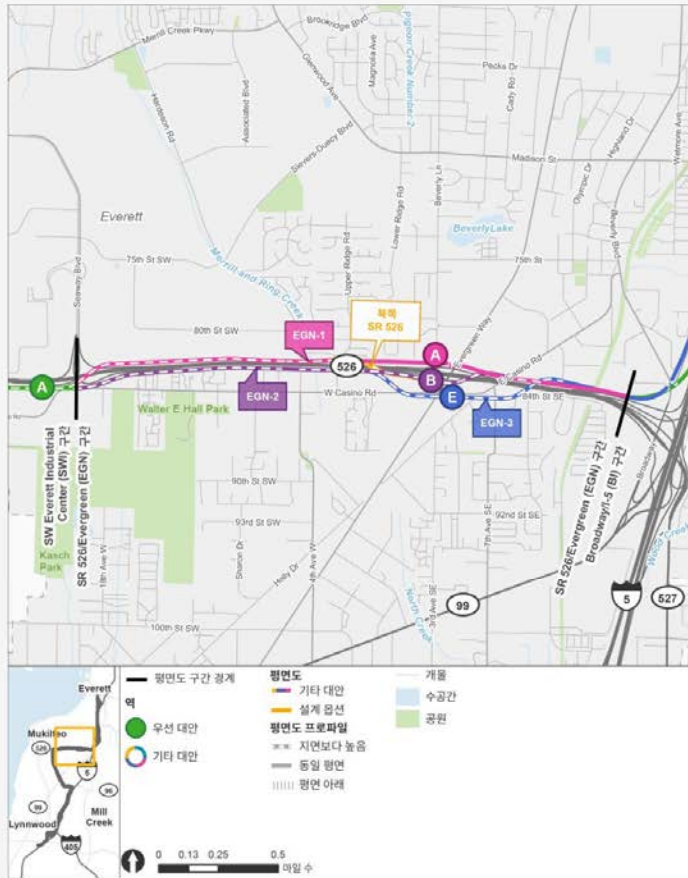 Merrill Creek Pkwy
Brookridge Blvd
Glenwood Ave
Magnolia Ave
Pigeon Creek Number 2
Pecks Dr
Cady Rd
Hardeson Rd
Associated Blvd
Sievers-Duecy Blvd
Beverly Ln
Madison St
Highland Dr
Olympic Dr
Beverly Blvd
Wetmore Ave
Everett
Seaway Blvd
75th St SW
Merrill and Ring Creek
Upper Ridge Rd
Lower Ridge Rd
Beverly Lake
75th St
80th St SW
EGN-1
북쪽
SR 526
Evergreen Way
A
A
526
B
E
E Casino Rd
W Casino Rd
84th St SE
EGN-2
EGN-3
Walter E Hall Park
SW Everett Industrial
Center (SWI) 구간
SR 526/Evergreen (EGN) 구간
SR 526/Evergreen (EGN) 구간
Broadway/I-5 (BI) 구간
Broadway
90th St SW
93rd St SW
92nd St SE
Kasch
Park
18th Ave W
Sharon Dr
Holly Dr
4th Ave W
7th Ave SE
3rd Ave SE
North Creek
Wood Creek
99
5
527
100th St SW
Everett
Mukilteo
526
5
96
99
Mill
Creek
Lynnwood
405
평면도 구간 경계
역
우선 대안
기타 대안
평면도
기타 대안
설계 옵션
평면도 프로파일
지면보다 높음
동일 평면
평면 아래
개울
수공간
공원
0 0.13 0.25 0.5
마일 수